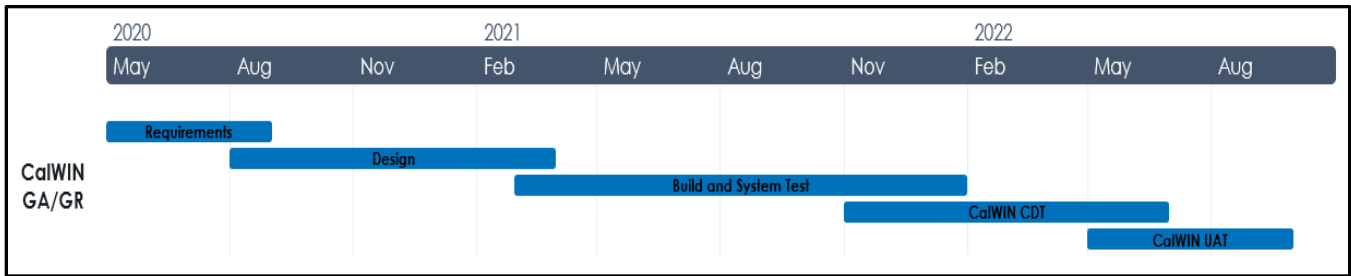 2020 2021 2022
May Aug Nov Feb May Aug Nov Feb May Aug
Requirements
Design
CalWIN
GA/GR
Build and System Test
CalWIN CDT
CalWIN UAT